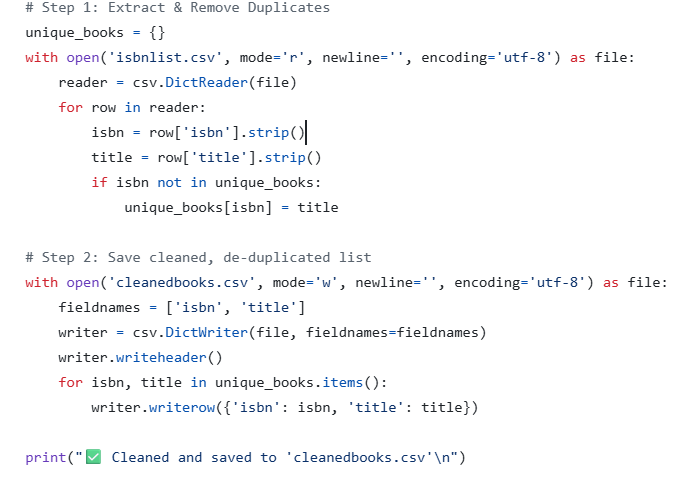 # Step 1: Extract & Remove Duplicates
unique_books = {}
with open('isbnlist.csv', mode='r', newline='', encoding='utf-8') as file:
    reader = csv.DictReader(file)
    for row in reader:
        isbn = row['isbn'].strip()
        title = row['title'].strip()
        if isbn not in unique_books:
            unique_books[isbn] = title

# Step 2: Save cleaned, de-duplicated list
with open('cleanedbooks.csv', mode='w', newline='', encoding='utf-8') as file:
    fieldnames = ['isbn', 'title']
    writer = csv.DictWriter(file, fieldnames=fieldnames)
    writer.writeheader()
    for isbn, title in unique_books.items():
        writer.writerow({'isbn': isbn, 'title': title})

print("✅ Cleaned and saved to 'cleanedbooks.csv'\n")